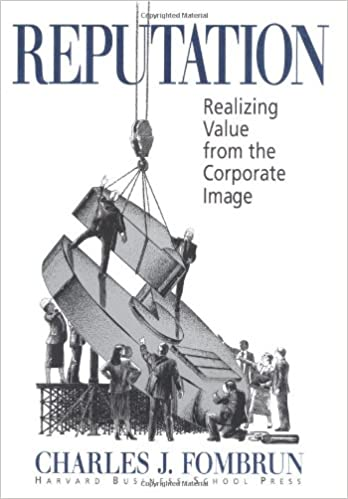 REPUTATION
Realizing
Value
from the
Corporate
Image
CHARLES J. FOMBRUN
HARVARD BUSINESS SCHOOL PRESS